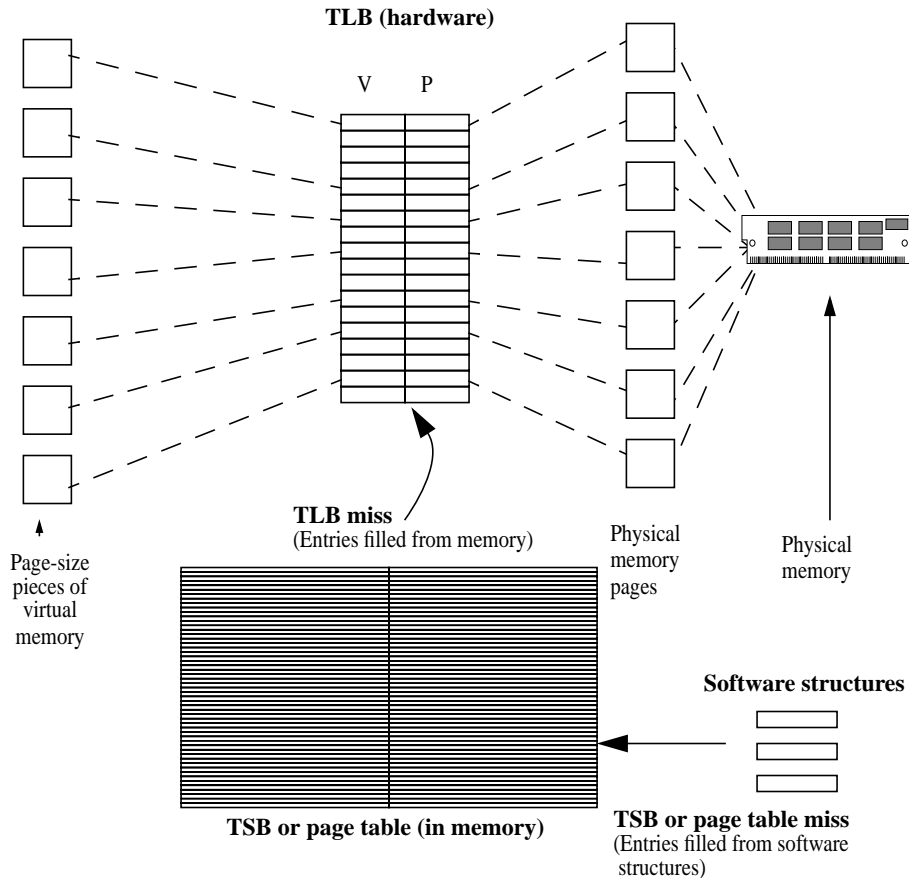 TLB (hardware)
V P
TLB miss
(Entries filled from memory)
Page-size
pieces of
virtual
memory
Physical
memory
pages
Physical
memory
Software structures
TSB or page table (in memory)
TSB or page table miss
(Entries filled from software
structures)